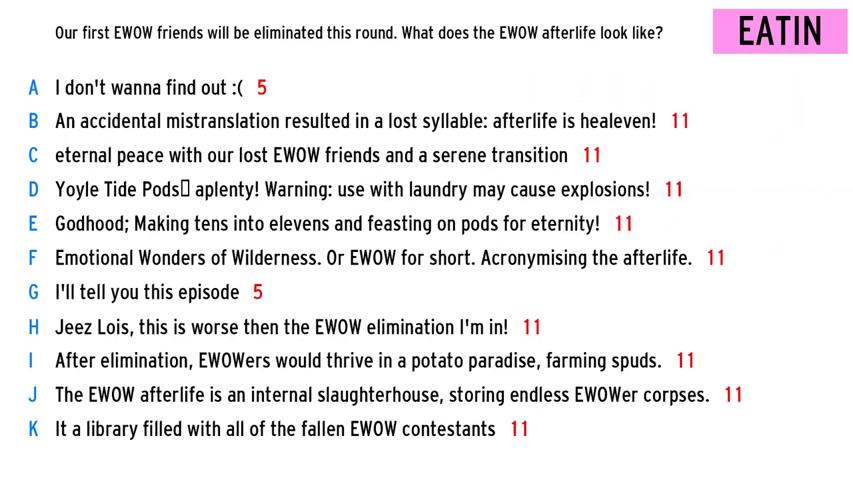 Our first EWOW friends will be eliminated this round. What does the EWOW afterlife look like?
EATIN
A I don't wanna find out :( 5
B An accidental mistranslation resulted in a lost syllable: afterlife is healeven! 11
C eternal peace with our lost EWOW friends and a serene transition 11
D Yoyle Tide Pods▯ aplenty! Warning: use with laundry may cause explosions! 11
E Godhood; Making tens into elevens and feasting on pods for eternity! 11
F Emotional Wonders of Wilderness. Or EWOW for short. Acronymising the afterlife. 11
G I'll tell you this episode 5
H Jeez Lois, this is worse then the EWOW elimination I'm in! 11
I After elimination, EWOWers would thrive in a potato paradise, farming spuds. 11
J The EWOW afterlife is an internal slaughterhouse, storing endless EWOWer corpses. 11
K It a library filled with all of the fallen EWOW contestants 11